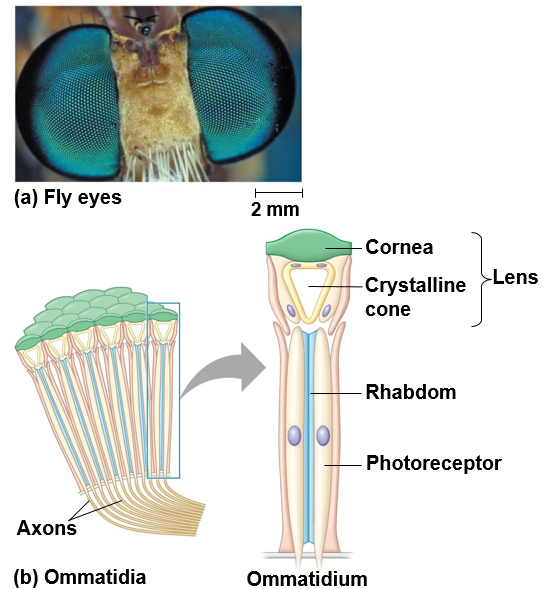 (a) Fly eyes
2 mm
Cornea
Crystalline
cone
Lens
Rhabdom
Photoreceptor
Axons
(b) Ommatidia
Ommatidium